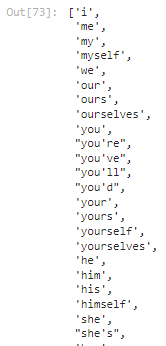 Out[73]: ['i',
'me',
'my',
'myself',
'we',
'our',
'ours',
'ourselves',
'you',
"you're",
"you've",
"you'll",
"you'd",
'your',
'yours',
'yourself',
'yourselves',
'he',
'him',
'his',
'himself',
'she',
"she's",